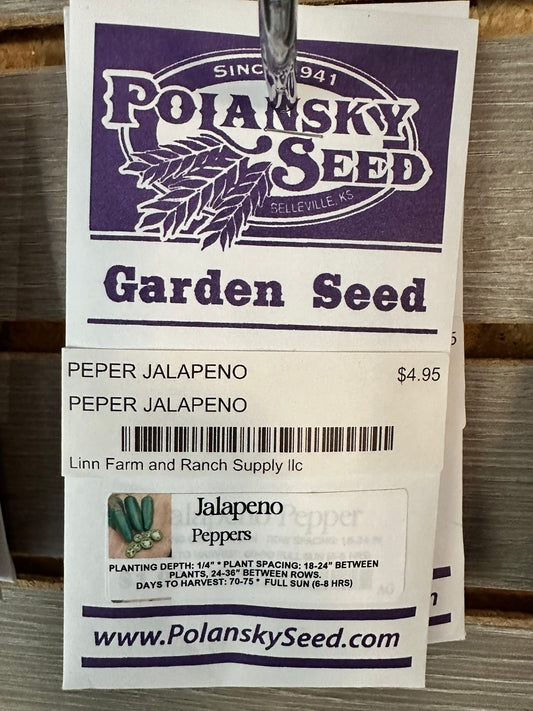 SINCE 1941
POLANSKY
SEED
BELLEVILLE, KS
Garden Seed
PEPER JALAPENO $4.95
PEPER JALAPENO
Linn Farm and Ranch Supply llc
Jalapeno
Peppers
PLANTING DEPTH: 1/4" * PLANT SPACING: 18-24" BETWEEN
PLANTS, 24-36" BETWEEN ROWS.
DAYS TO HARVEST: 70-75 * FULL SUN (6-8 HRS)
www.PolanskySeed.com